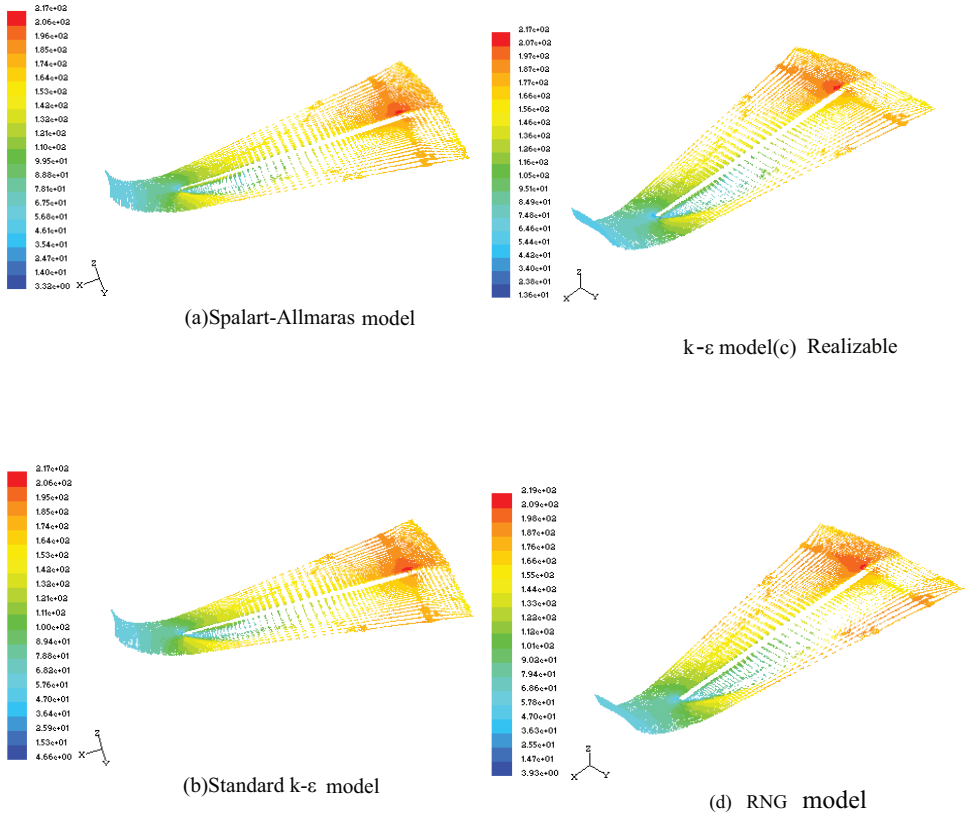 2.17e+02
2.06e+02
1.96e+02
1.85e+02
1.74e+02
1.64e+02
1.53e+02
1.42e+02
1.32e+02
1.21e+02
1.10e+02
9.95e+01
8.88e+01
7.81e+01
6.75e+01
5.68e+01
4.61e+01
3.54e+01
2.47e+01
1.40e+01
3.32e+00
Z
X
Y
(a)Spalart-Allmaras model
2.17e+02
2.07e+02
1.97e+02
1.87e+02
1.77e+02
1.66e+02
1.56e+02
1.46e+02
1.36e+02
1.26e+02
1.16e+02
1.05e+02
9.51e+01
8.49e+01
7.48e+01
6.46e+01
5.44e+01
4.42e+01
3.40e+01
2.38e+01
1.36e+01
Z
X Y
k-ε model(c) Realizable
2.17e+02
2.06e+02
1.95e+02
1.85e+02
1.74e+02
1.64e+02
1.53e+02
1.42e+02
1.32e+02
1.21e+02
1.11e+02
1.00e+02
8.94e+01
7.88e+01
6.82e+01
5.76e+01
4.70e+01
3.64e+01
2.59e+01
1.53e+01
4.66e+00
Z
X
Y
(b)Standard k-ε model
2.19e+02
2.09e+02
1.98e+02
1.87e+02
1.76e+02
1.66e+02
1.55e+02
1.44e+02
1.33e+02
1.22e+02
1.12e+02
1.01e+02
9.02e+01
7.94e+01
6.86e+01
5.78e+01
4.70e+01
3.63e+01
2.55e+01
1.47e+01
3.93e+00
Z
X Y
(d) RNG model